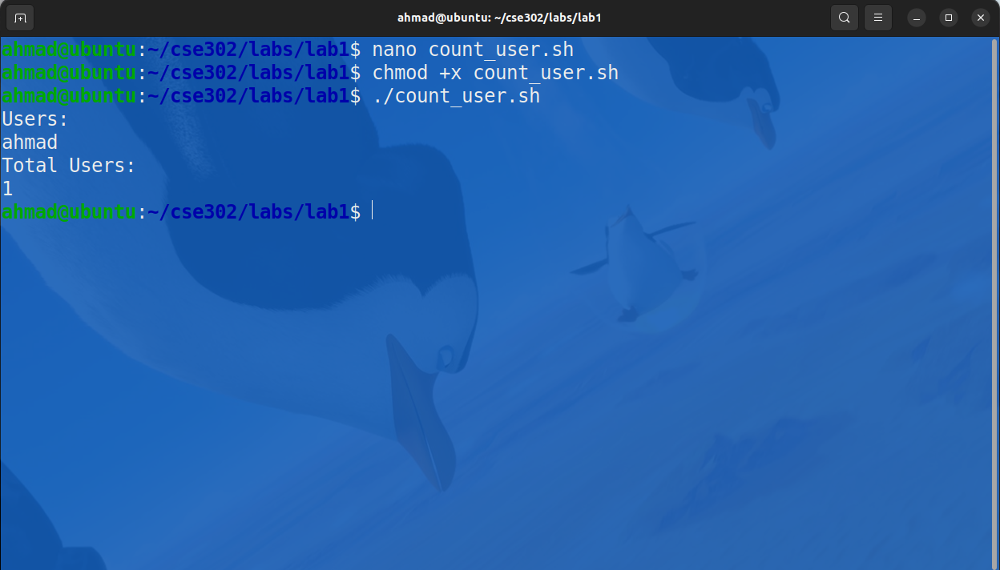 ahmad@ubuntu: ~/cse302/labs/lab1
ahmad@ubuntu:~/cse302/labs/lab1$ nano count_user.sh
ahmad@ubuntu:~/cse302/labs/lab1$ chmod +x count_user.sh
ahmad@ubuntu:~/cse302/labs/lab1$ ./count_user.sh
Users:
ahmad
Total Users:
1
ahmad@ubuntu:~/cse302/labs/lab1$